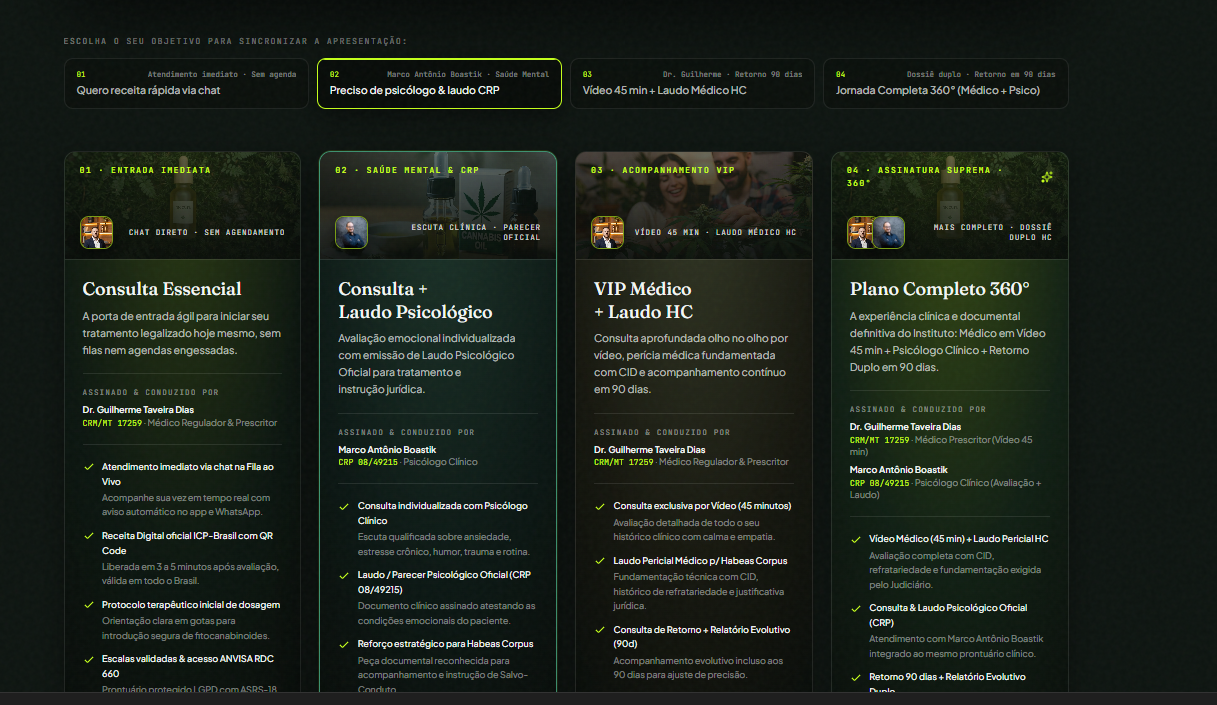 ESCOLHA O SEU OBJETIVO PARA SINCRONIZAR A APRESENTAÇÃO:
01 Atendimento imediato · Sem agenda
Quero receita rápida via chat
02 Marco Antônio Boastik · Saúde Mental
Preciso de psicólogo & laudo CRP
03 Dr. Guilherme · Retorno 90 dias
Vídeo 45 min + Laudo Médico HC
04 Dossiê duplo · Retorno em 90 dias
Jornada Completa 360° (Médico + Psico)
01 · ENTRADA IMEDIATA
CHAT DIRETO · SEM AGENDAMENTO
Consulta Essencial
A porta de entrada ágil para iniciar seu
tratamento legalizado hoje mesmo, sem
filas nem agendas engessadas.
ASSINADO & CONDUZIDO POR
Dr. Guilherme Taveira Dias
CRM/MT 17259 · Médico Regulador & Prescritor
Atendimento imediato via chat na Fila ao
Vivo
Acompanhe sua vez em tempo real com
aviso automático no app e WhatsApp.
Receita Digital oficial ICP-Brasil com QR
Code
Liberada em 3 a 5 minutos após avaliação,
válida em todo o Brasil.
Protocolo terapêutico inicial de dosagem
Orientação clara em gotas para
introdução segura de fitocanabinoides.
Escalas validadas & acesso ANVISA RDC
660
Prontuário protegido LGPD com ASRS-18
02 · SAÚDE MENTAL & CRP
CANNABIS
OIL
ESCUTA CLÍNICA · PARECER
OFICIAL
Consulta +
Laudo Psicológico
Avaliação emocional individualizada
com emissão de Laudo Psicológico
Oficial para tratamento e
instrução jurídica.
ASSINADO & CONDUZIDO POR
Marco Antônio Boastik
CRP 08/49215 · Psicólogo Clínico
Consulta individualizada com Psicólogo
Clínico
Escuta qualificada sobre ansiedade,
estresse crônico, humor, trauma e rotina.
Laudo / Parecer Psicológico Oficial (CRP
08/49215)
Documento clínico assinado atestando as
condições emocionais do paciente.
Reforço estratégico para Habeas Corpus
Peça documental reconhecida para
acompanhamento e instrução de Salvo-
Conduto.
03 · ACOMPANHAMENTO VIP
VÍDEO 45 MIN · LAUDO MÉDICO HC
VIP Médico
+ Laudo HC
Consulta aprofundada olho no olho por
vídeo, perícia médica fundamentada
com CID e acompanhamento contínuo
em 90 dias.
ASSINADO & CONDUZIDO POR
Dr. Guilherme Taveira Dias
CRM/MT 17259 · Médico Regulador & Prescritor
Consulta exclusiva por Vídeo (45 minutos)
Avaliação detalhada de todo o seu
histórico clínico com calma e empatia.
Laudo Pericial Médico p/ Habeas Corpus
Fundamentação técnica com CID,
histórico de refratariedade e justificativa
jurídica.
Consulta de Retorno + Relatório Evolutivo
(90d)
Acompanhamento evolutivo incluso aos
90 dias para ajuste de precisão.
04 · ASSINATURA SUPREMA ·
360°
MAIS COMPLETO · DOSSIÊ
DUPLO HC
Plano Completo 360°
A experiência clínica e documental
definitiva do Instituto: Médico em Vídeo
45 min + Psicólogo Clínico + Retorno
Duplo em 90 dias.
ASSINADO & CONDUZIDO POR
Dr. Guilherme Taveira Dias
CRM/MT 17259 · Médico Prescritor (Vídeo 45
min)
Marco Antônio Boastik
CRP 08/49215 · Psicólogo Clínico (Avaliação +
Laudo)
Vídeo Médico (45 min) + Laudo Pericial HC
Avaliação completa com CID,
refratariedade e fundamentação exigida
pelo Judiciário.
Consulta & Laudo Psicológico Oficial
(CRP)
Atendimento com Marco Antônio Boastik
integrado ao mesmo prontuário clínico.
Retorno 90 dias + Relatório Evolutivo
Duplo